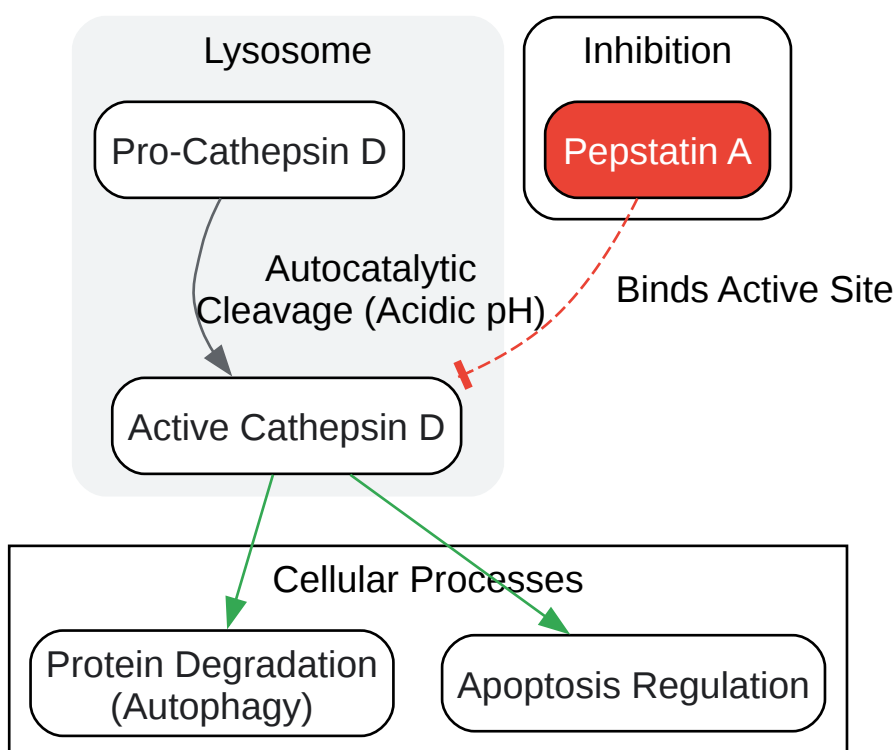 Lysosome
Inhibition
Pro-Cathepsin D
Pepstatin A
Autocatalytic
Cleavage (Acidic pH)
Binds Active Site
Active Cathepsin D
Cellular Processes
Protein Degradation
(Autophagy)
Apoptosis Regulation